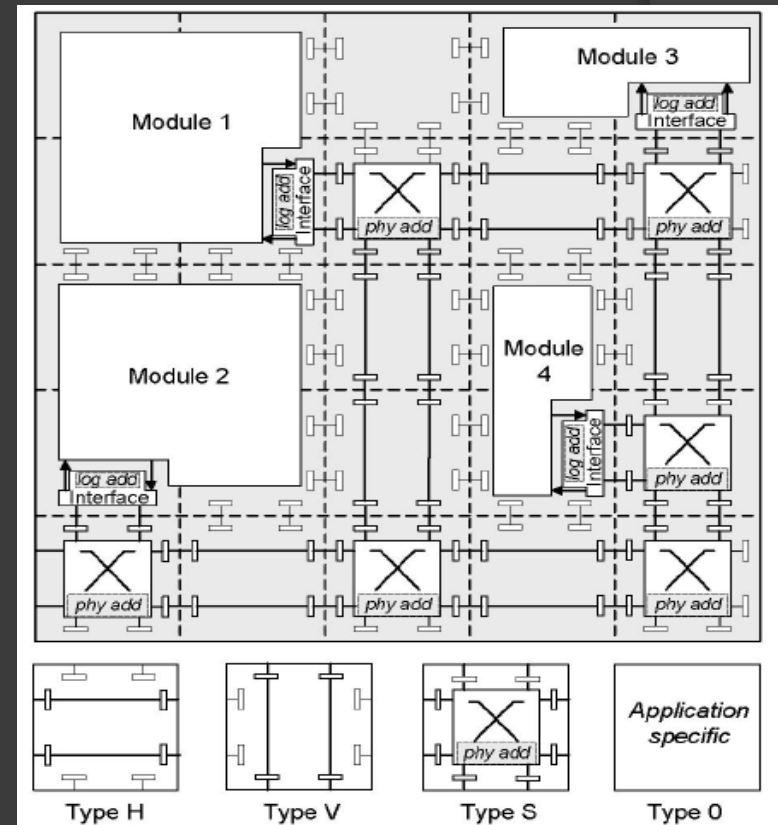 Module 3
log add
Interface
Module 1
log add
Interface
phy add
phy add
Module 2
Module
4
log add
Interface
phy add
log add
Interface
phy add
phy add
phy add
phy add
Application
specific
Type H
Type V
Type S
Type 0